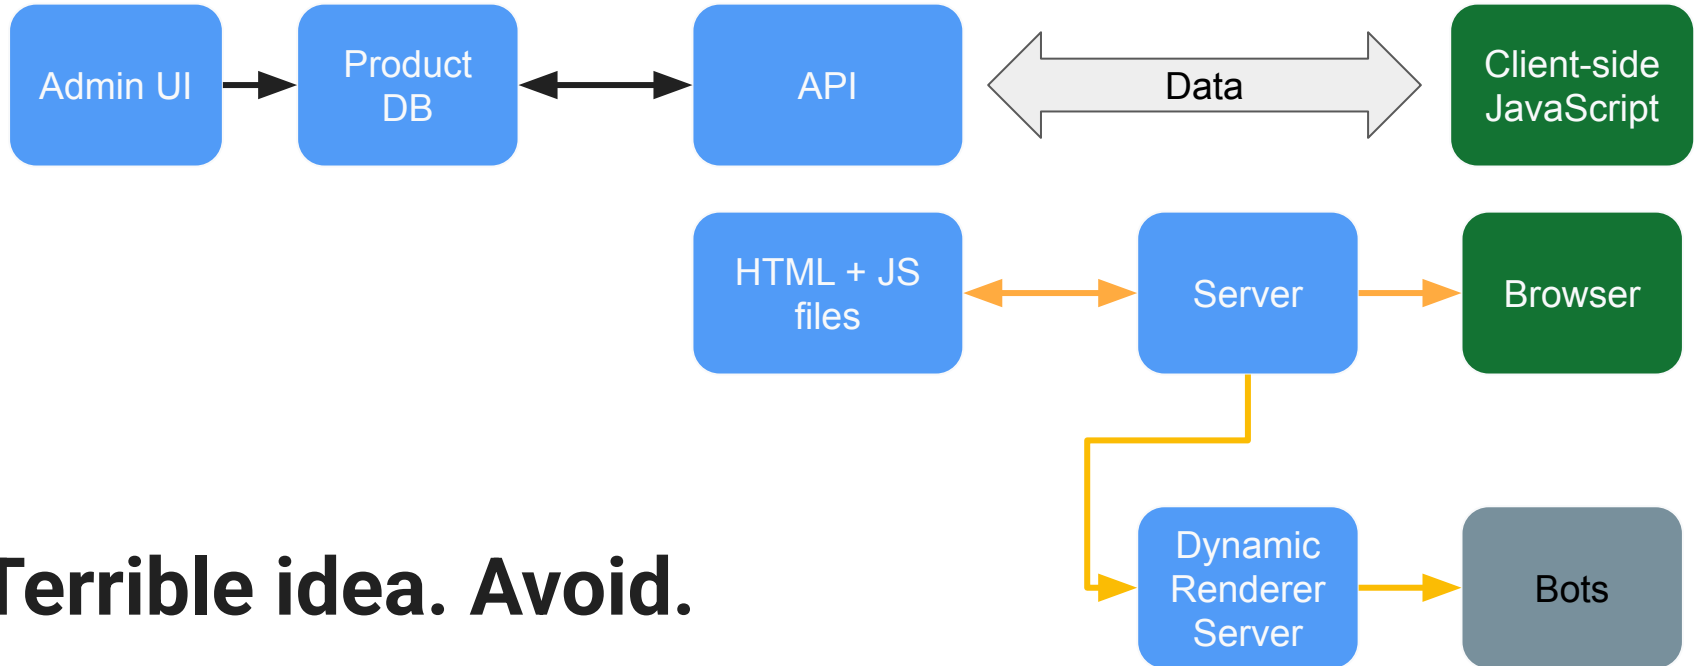 Admin UI
Product
DB
API
Data
Client-side
JavaScript
HTML + JS
files
Server
Browser
Terrible idea. Avoid.
Dynamic
Renderer
Server
Bots